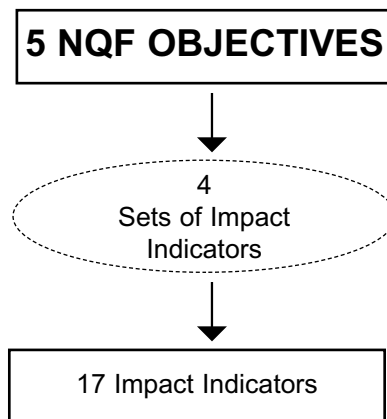 5 NQF OBJECTIVES
4
Sets of Impact
Indicators
17 Impact Indicators